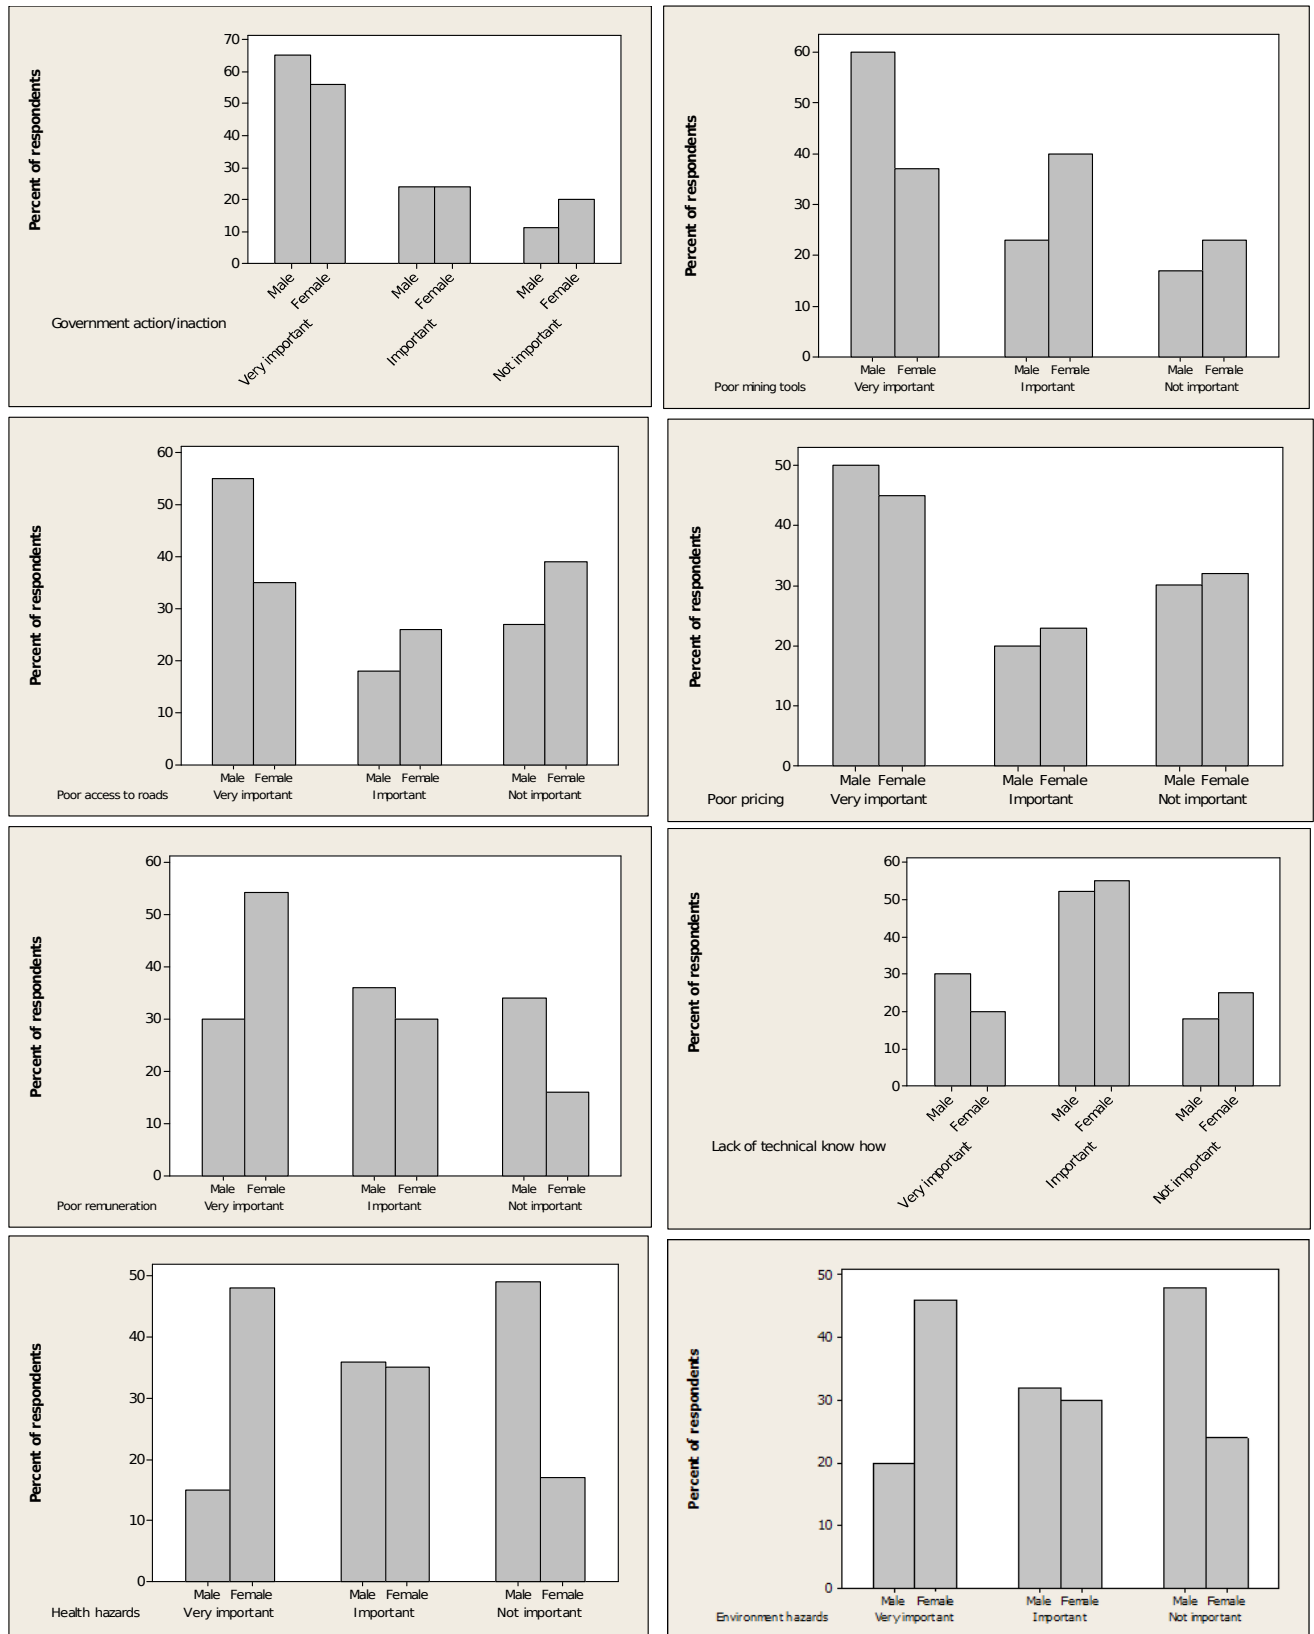 Percent of respondents
70
60
50
40
30
20
10
0
Male Female Male Female Male Female
Government action/inaction
Very important Important Not important
Percent of respondents
60
50
40
30
20
10
0
Male Female Male Female Male Female
Poor mining tools Very important Important Not important
Percent of respondents
60
50
40
30
20
10
0
Male Female Male Female Male Female
Poor access to roads Very important Important Not important
Percent of respondents
50
40
30
20
10
0
Male Female Male Female Male Female
Poor pricing Very important Important Not important
Percent of respondents
60
50
40
30
20
10
0
Male Female Male Female Male Female
Poor remuneration Very important Important Not important
Percent of respondents
60
50
40
30
20
10
0
Male Female Male Female Male Female
Lack of technical know how
Very important Important Not important
Percent of respondents
50
40
30
20
10
0
Male Female Male Female Male Female
Health hazards Very important Important Not important
Percent of respondents
50
40
30
20
10
0
Male Female Male Female Male Female
Environment hazards Very important Important Not important